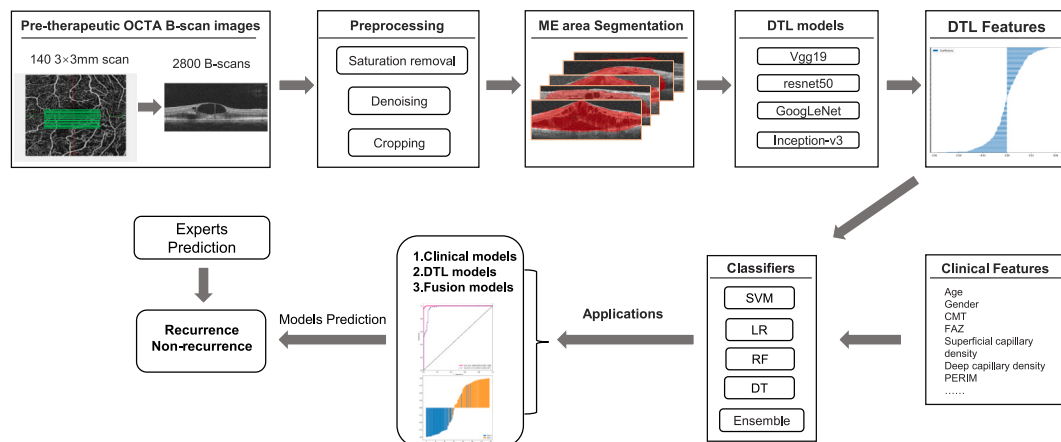 Pre-therapeutic OCTA B-scan images
140 3×3mm scan
2800 B-scans
Preprocessing
Saturation removal
Denoising
Cropping
ME area Segmentation
DTL models
Vgg19
resnet50
GoogLeNet
Inception-v3
DTL Features
Experts
Prediction
Recurrence
Non-recurrence
Models Prediction
1.Clinical models
2.DTL models
3.Fusion models
Applications
Classifiers
SVM
LR
RF
DT
Ensemble
Clinical Features
Age
Gender
CMT
FAZ
Superficial capillary
density
Deep capillary density
PERIM
……